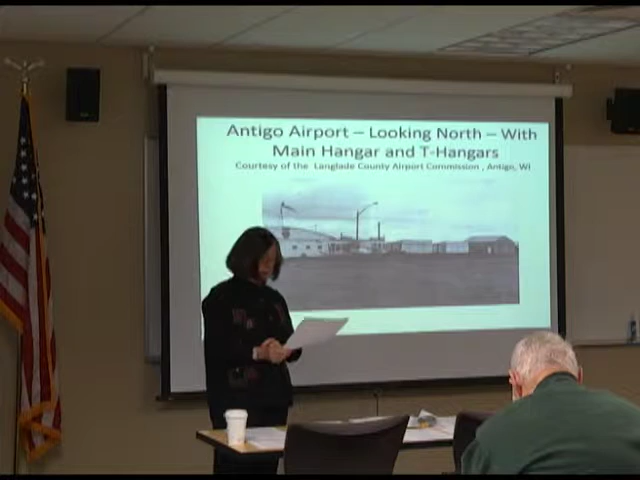 Antigo Airport – Looking North – With
Main Hangar and T-Hangars
Courtesy of the Langlade County Airport Commission , Antigo, WI